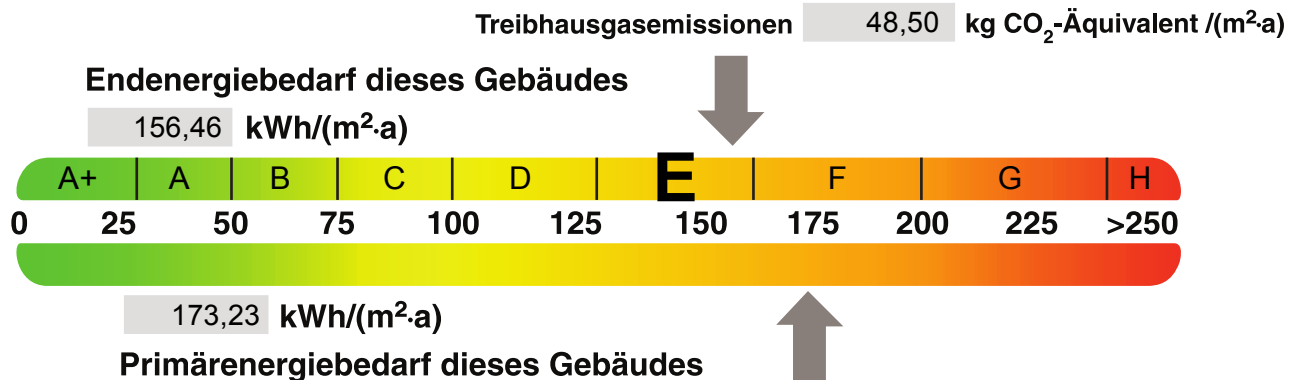 Treibhausgasemissionen 48,50 kg CO₂-Äquivalent /(m²·a)
Endenergiebedarf dieses Gebäudes
156,46 kWh/(m²·a)
A+ A B C D E F G H
0 25 50 75 100 125 150 175 200 225 >250
173,23 kWh/(m²·a)
Primärenergiebedarf dieses Gebäudes